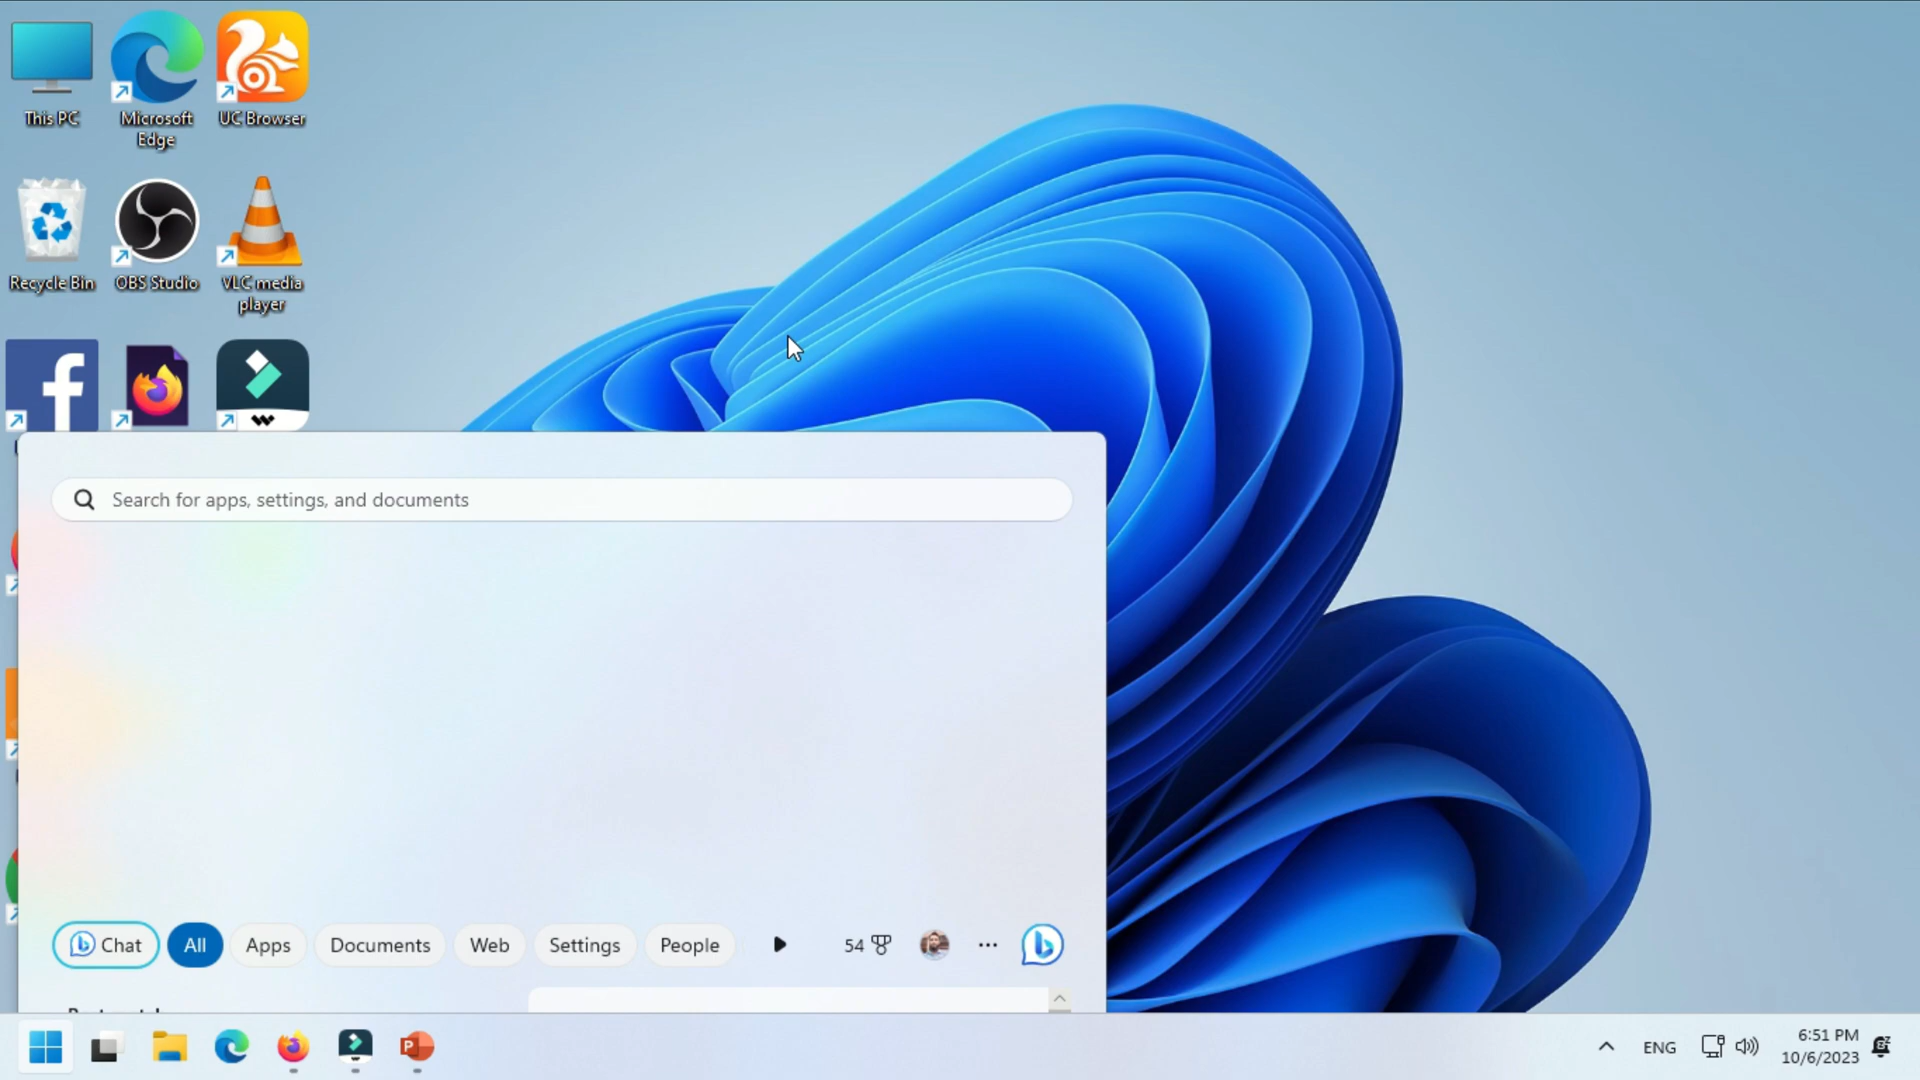 This PC
Microsoft
Edge
UC Browser
Recycle Bin
OBS Studio
VLC media
player
Search for apps, settings, and documents
Chat
All
Apps
Documents
Web
Settings
People
54
ENG
6:51 PM
10/6/2023